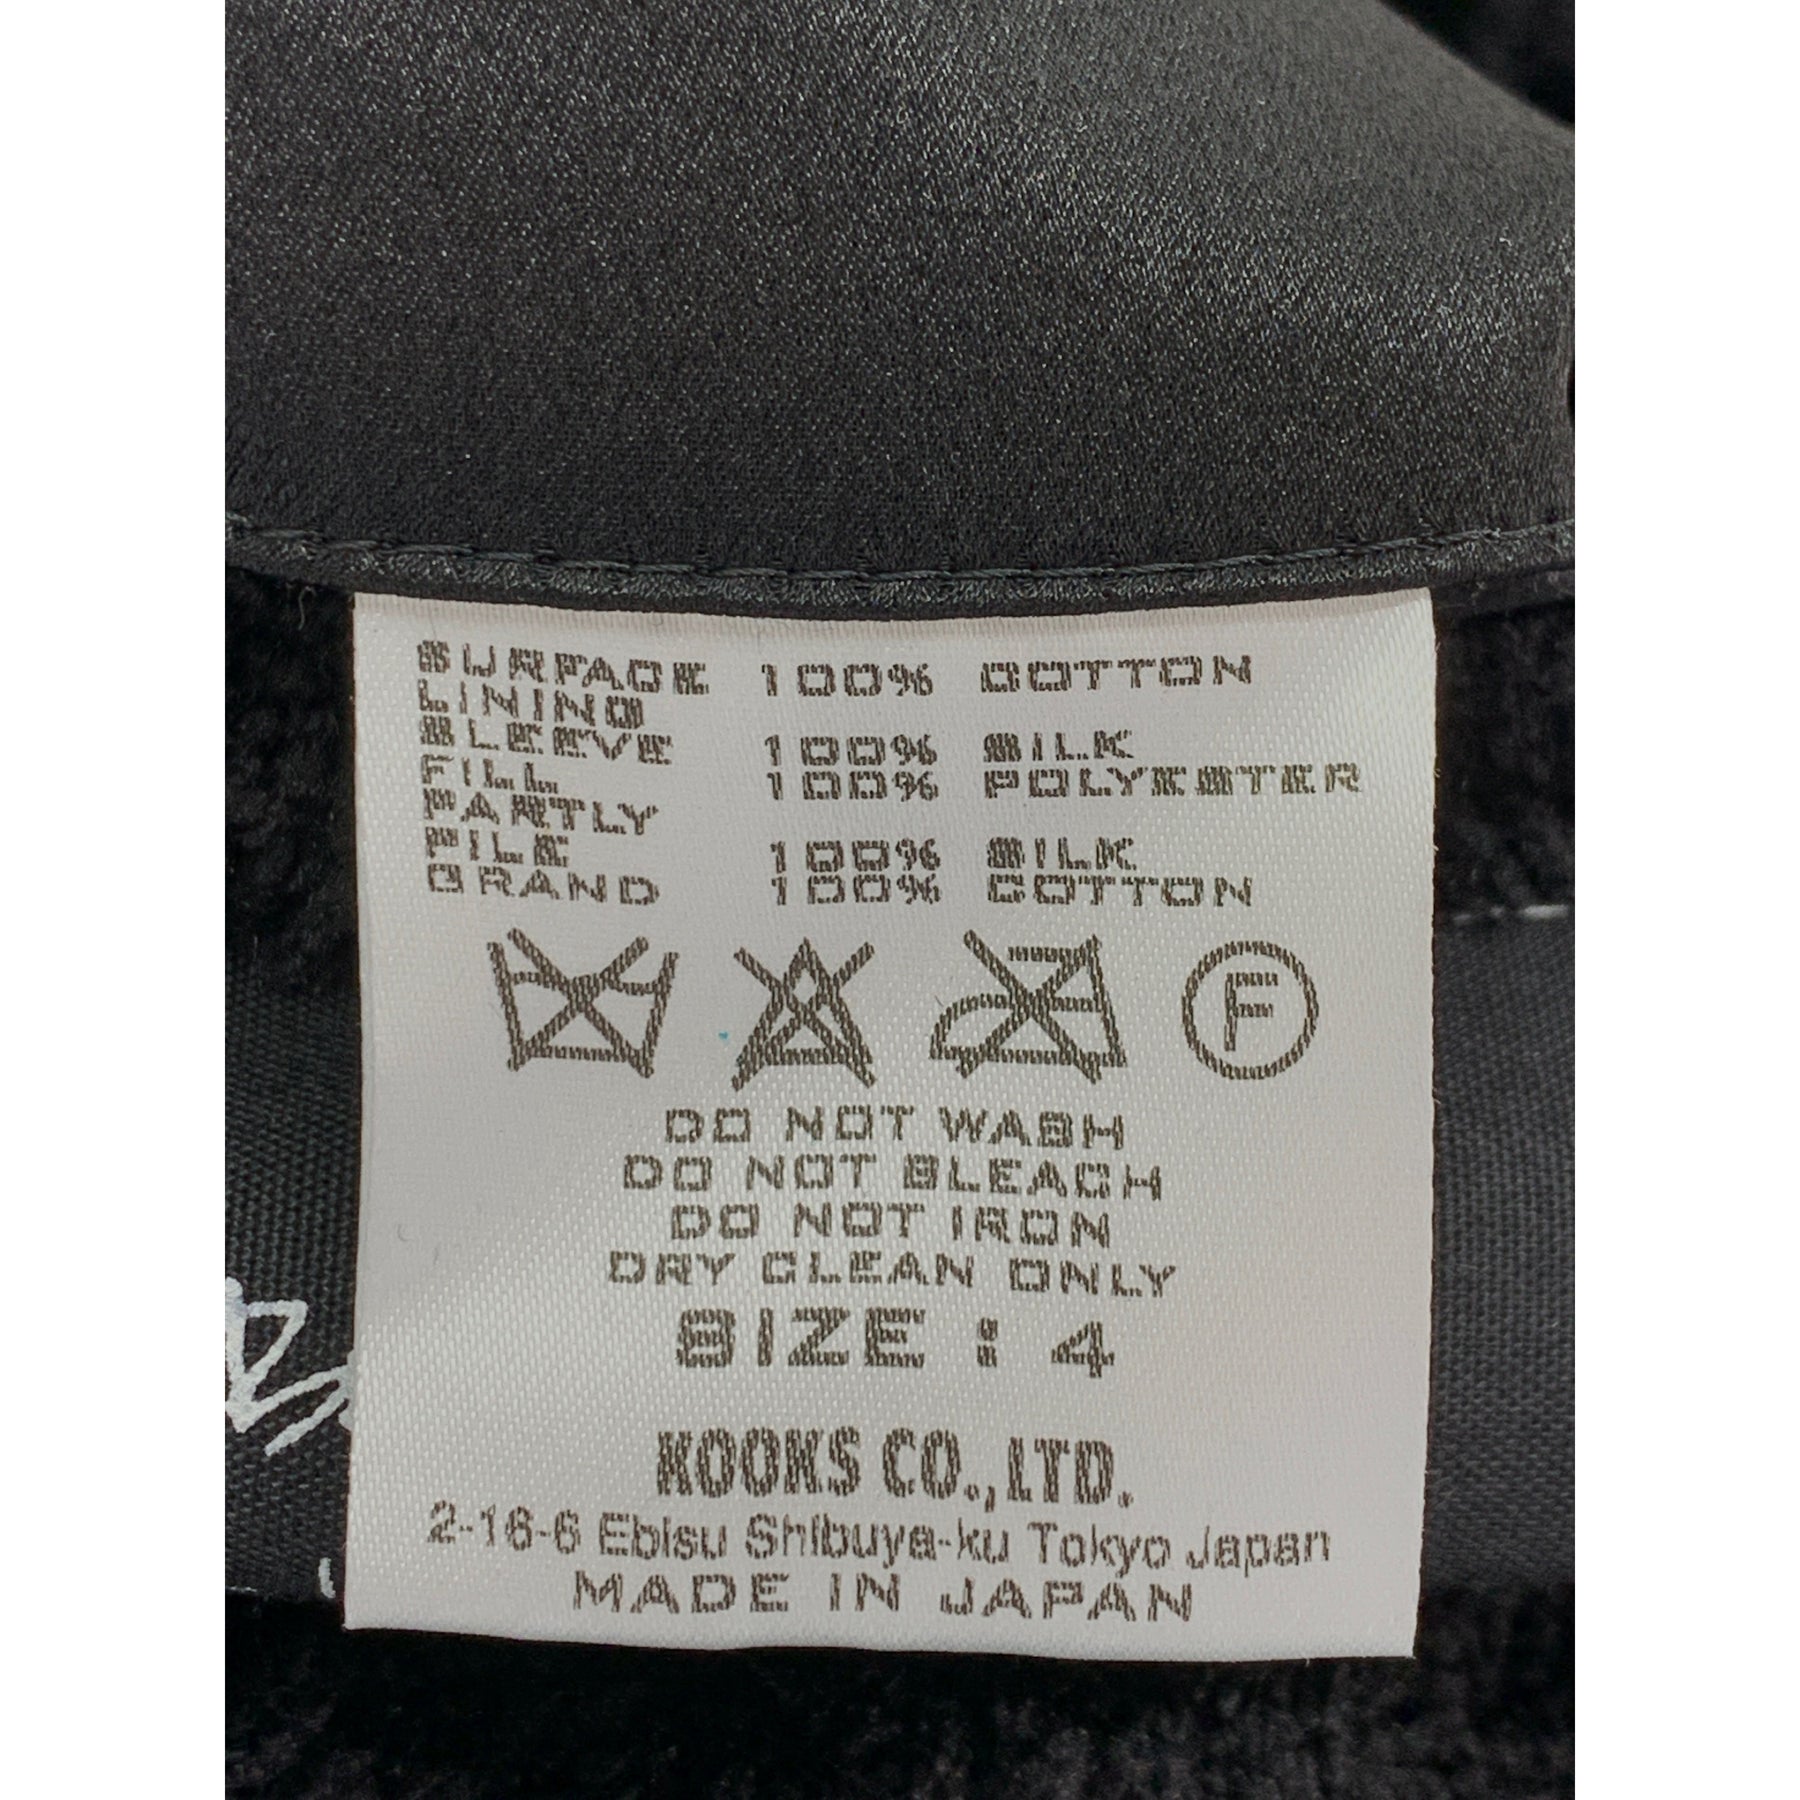 SURFACE 100% COTTON
LINING
SLEEVE 100% SILK
FILL 100% POLYESTER
PARTLY
PILE 100% SILK
GRAND 100% COTTON
F
DO NOT WASH
DO NOT BLEACH
DO NOT IRON
DRY CLEAN ONLY
SIZE : 4
KOOKS CO.,LTD.
2-16-6 Ebisu Shibuya-ku Tokyo Japan
MADE IN JAPAN